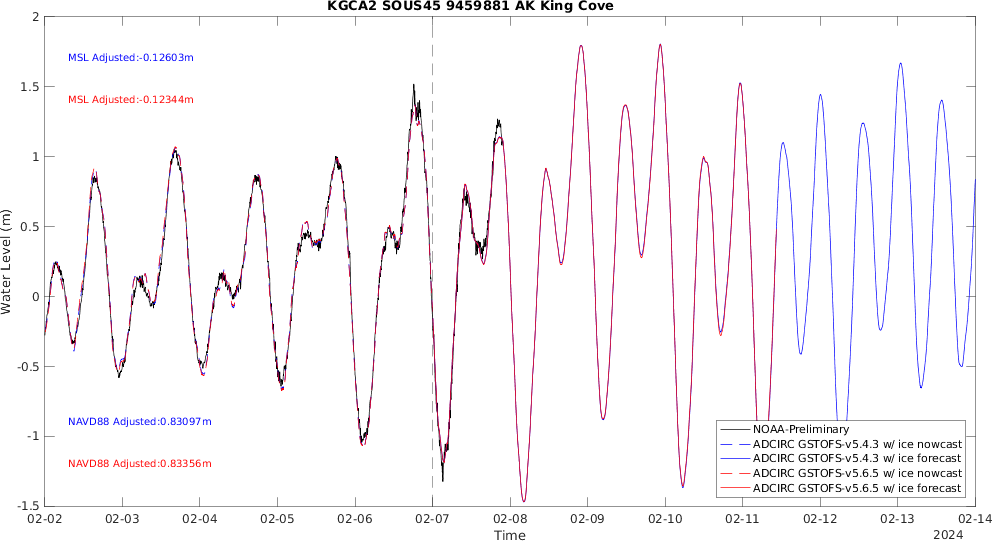 KGCA2 SOUS45 9459881 AK King Cove
2
1.5
1
0.5
0
-0.5
-1
-1.5
Water Level (m)
MSL Adjusted:-0.12603m
MSL Adjusted:-0.12344m
NAVD88 Adjusted:0.83097m
NAVD88 Adjusted:0.83356m
NOAA-Preliminary
ADCIRC GSTOFS-v5.4.3 w/ ice nowcast
ADCIRC GSTOFS-v5.4.3 w/ ice forecast
ADCIRC GSTOFS-v5.6.5 w/ ice nowcast
ADCIRC GSTOFS-v5.6.5 w/ ice forecast
02-02 02-03 02-04 02-05 02-06 02-07 02-08 02-09 02-10 02-11 02-12 02-13 02-14
Time
2024